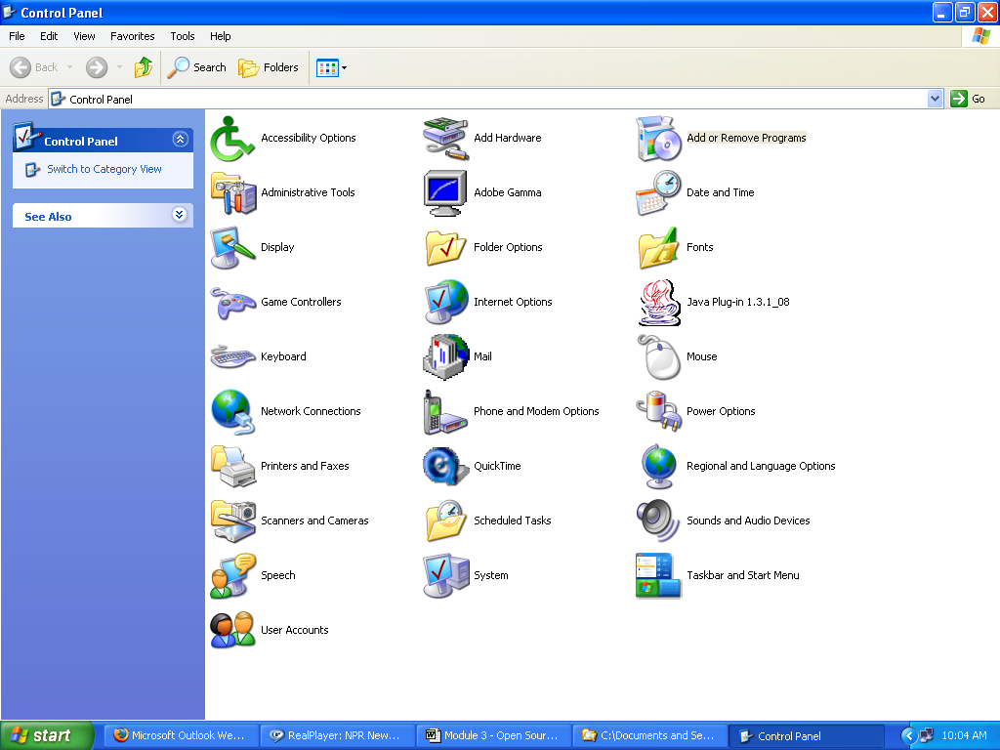 Control Panel
File Edit View Favorites Tools Help
Back Search Folders
Address Control Panel Go
Control Panel
Switch to Category View
See Also
Accessibility Options Add Hardware Add or Remove Programs
Administrative Tools Adobe Gamma Date and Time
Display Folder Options Fonts
Game Controllers Internet Options Java Plug-in 1.3.1_08
Keyboard Mail Mouse
Network Connections Phone and Modem Options Power Options
Printers and Faxes QuickTime Regional and Language Options
Scanners and Cameras Scheduled Tasks Sounds and Audio Devices
Speech System Taskbar and Start Menu
User Accounts
start Microsoft Outlook We... RealPlayer: NPR New... Module 3 - Open Sour... C:\Documents and Se... Control Panel 10:04 AM